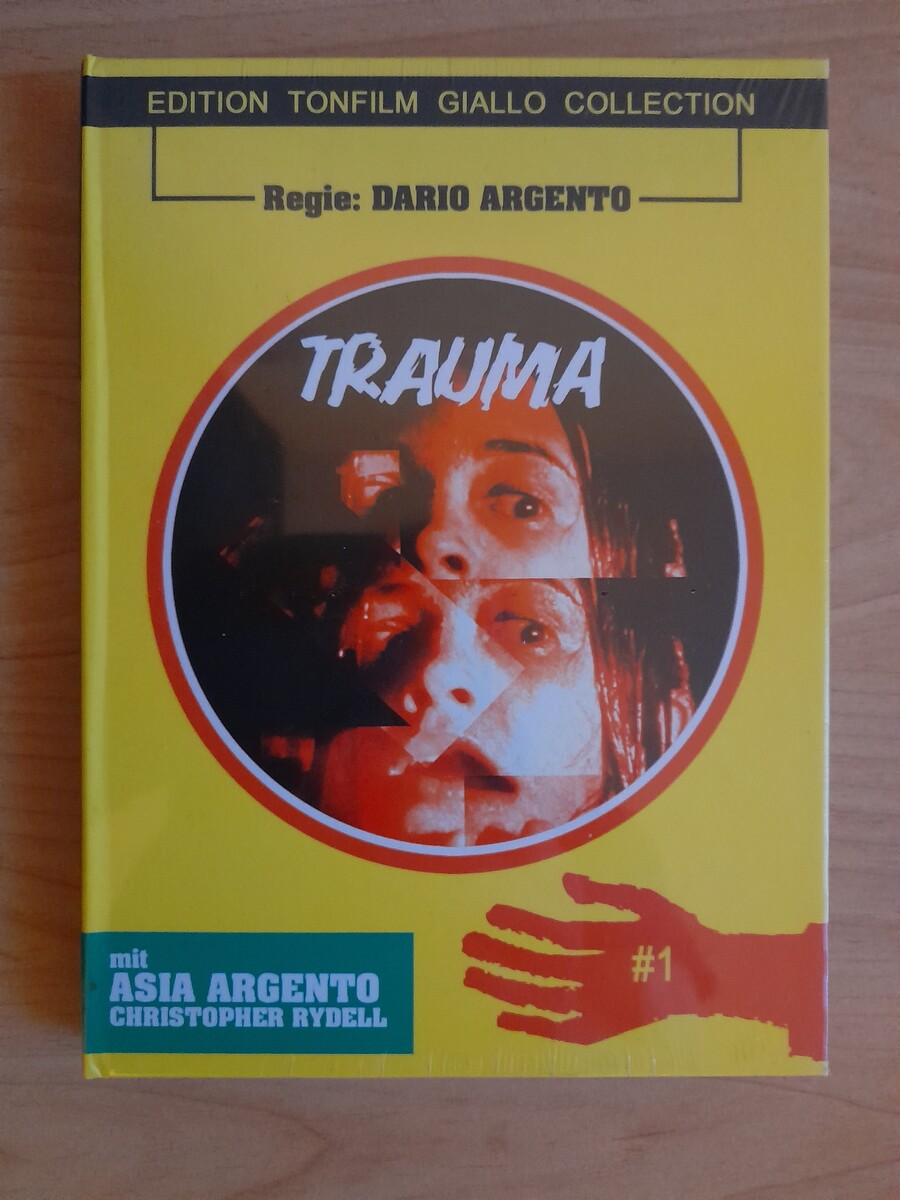 EDITION TONFILM GIALLO COLLECTION
Regie: DARIO ARGENTO
TRAUMA
#1
mit
ASIA ARGENTO
CHRISTOPHER RYDELL